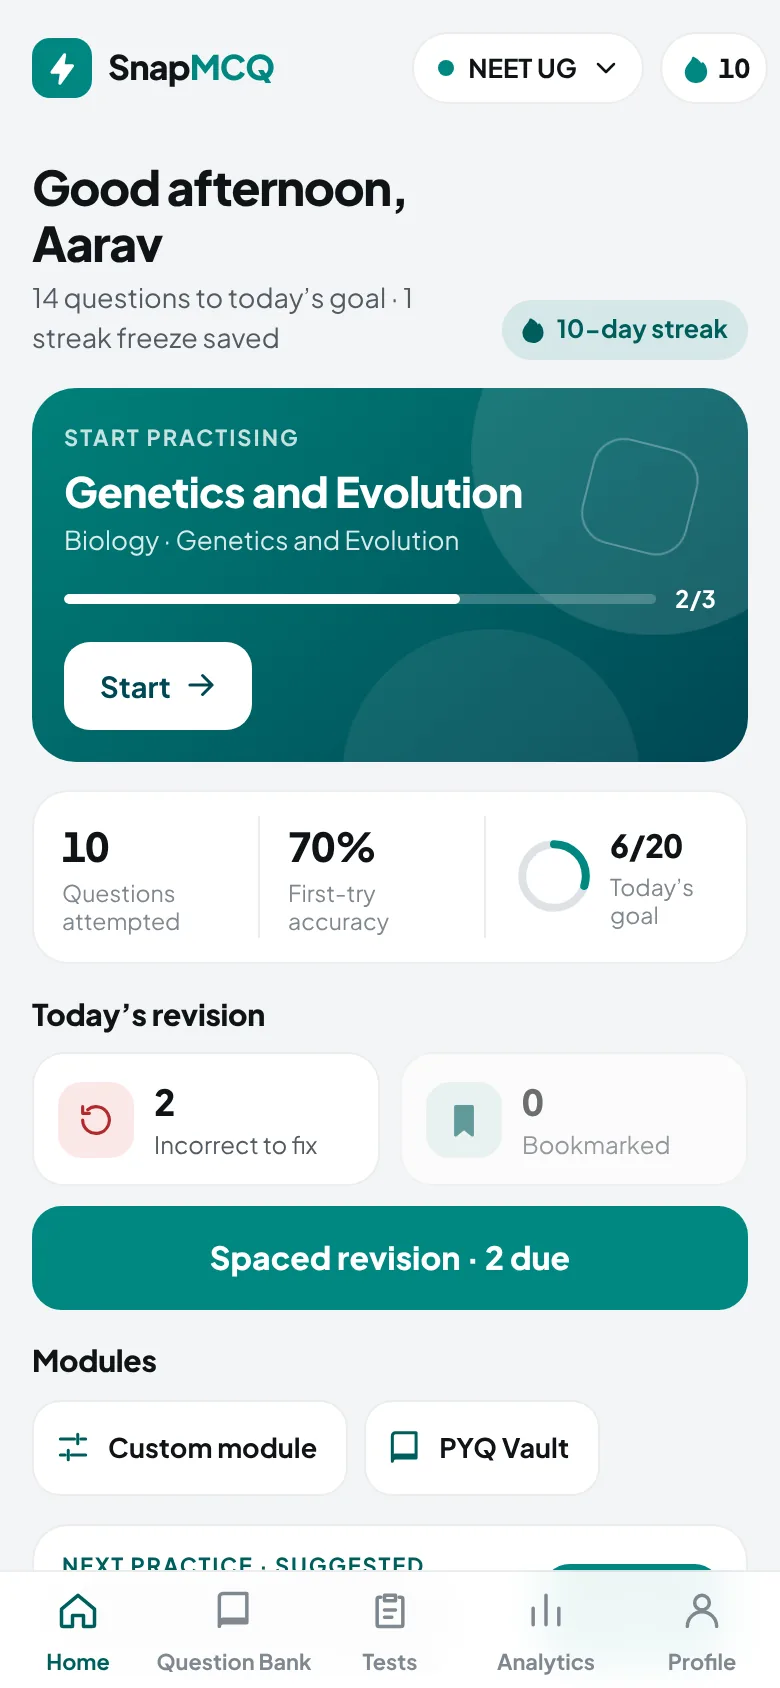 SnapMCQ
NEET UG
10
Good afternoon,
Aarav
14 questions to today’s goal · 1
streak freeze saved
10-day streak
START PRACTISING
Genetics and Evolution
Biology · Genetics and Evolution
2/3
Start
10
Questions
attempted
70%
First-try
accuracy
6/20
Today’s
goal
Today’s revision
2
Incorrect to fix
0
Bookmarked
Spaced revision · 2 due
Modules
Custom module
PYQ Vault
NEXT PRACTICE · SUGGESTED
Home
Question Bank
Tests
Analytics
Profile